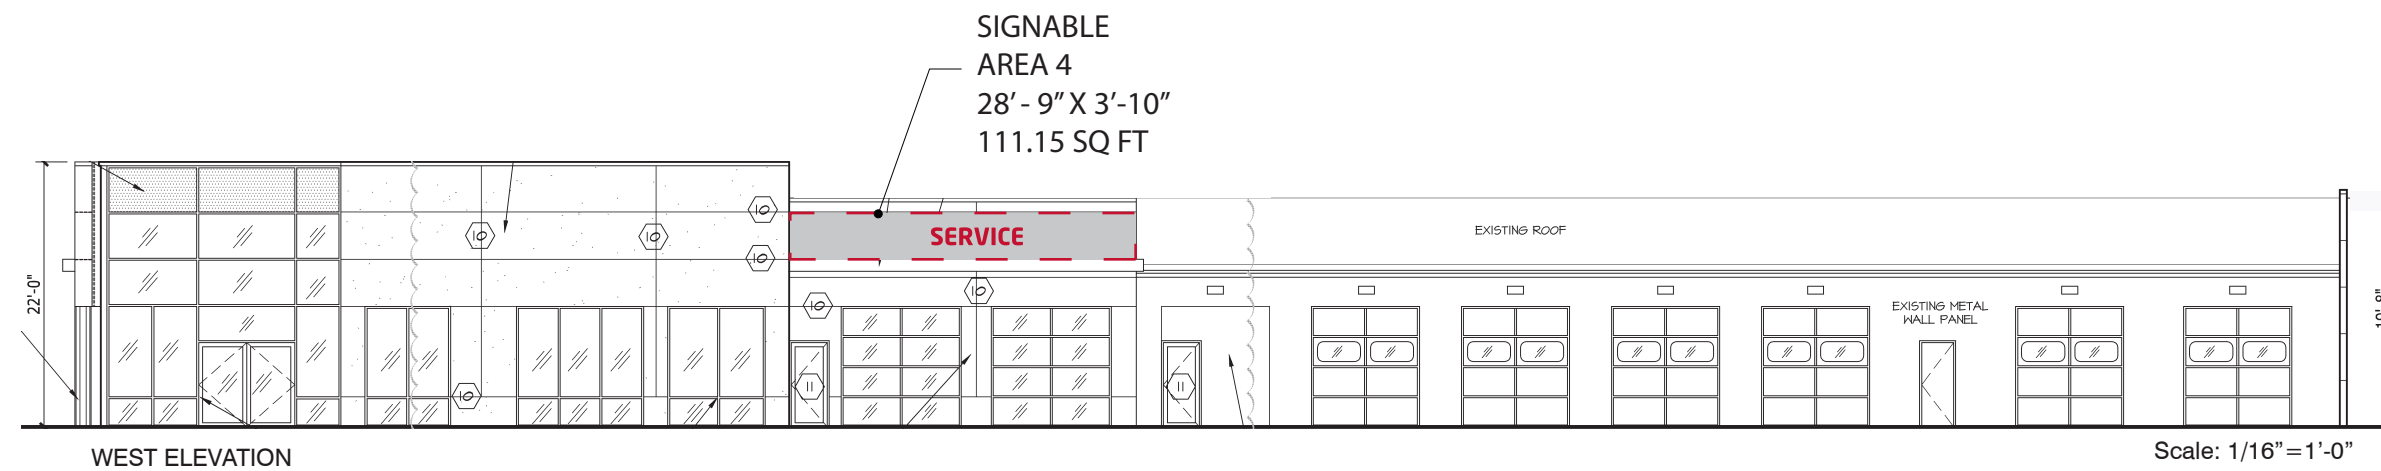 SIGNABLE
AREA 4
28’ - 9” X 3’-10”
111.15 SQ FT
22'-0"
10
10
10
10
SERVICE
EXISTING ROOF
10
10
10
11
11
EXISTING METAL
WALL PANEL
WEST ELEVATION
Scale: 1/16”=1’-0”